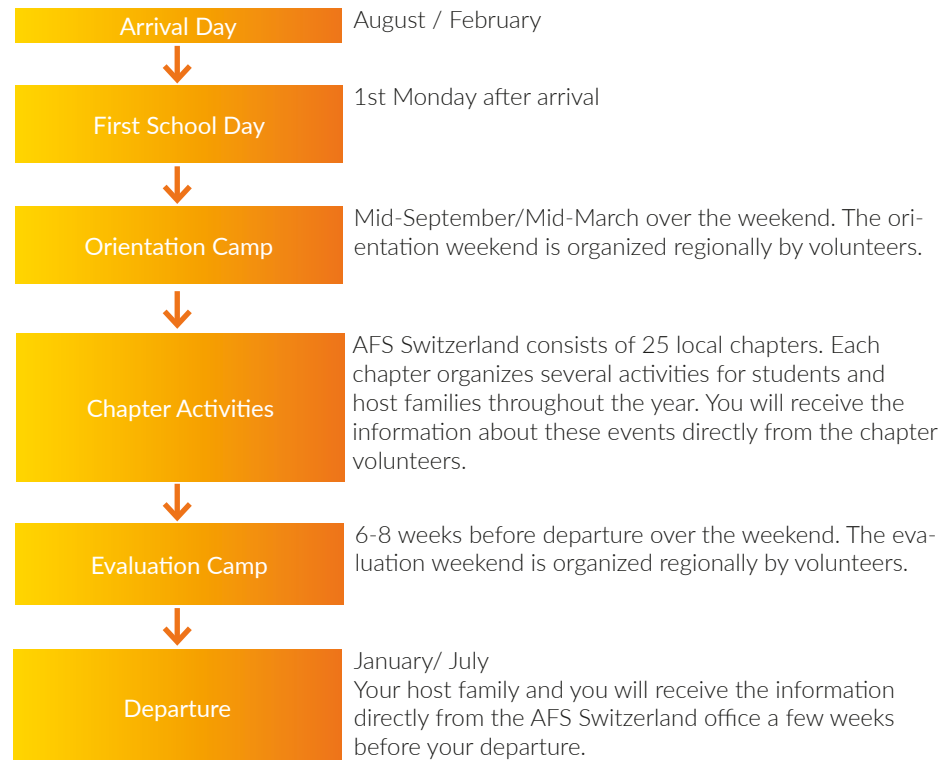 Arrival Day
August / February
First School Day
1st Monday after arrival
Orientation Camp
Mid-September/Mid-March over the weekend. The ori-
entation weekend is organized regionally by volunteers.
Chapter Activities
AFS Switzerland consists of 25 local chapters. Each
chapter organizes several activities for students and
host families throughout the year. You will receive the
information about these events directly from the chapter
volunteers.
Evaluation Camp
6-8 weeks before departure over the weekend. The eva-
luation weekend is organized regionally by volunteers.
Departure
January/ July
Your host family and you will receive the information
directly from the AFS Switzerland office a few weeks
before your departure.